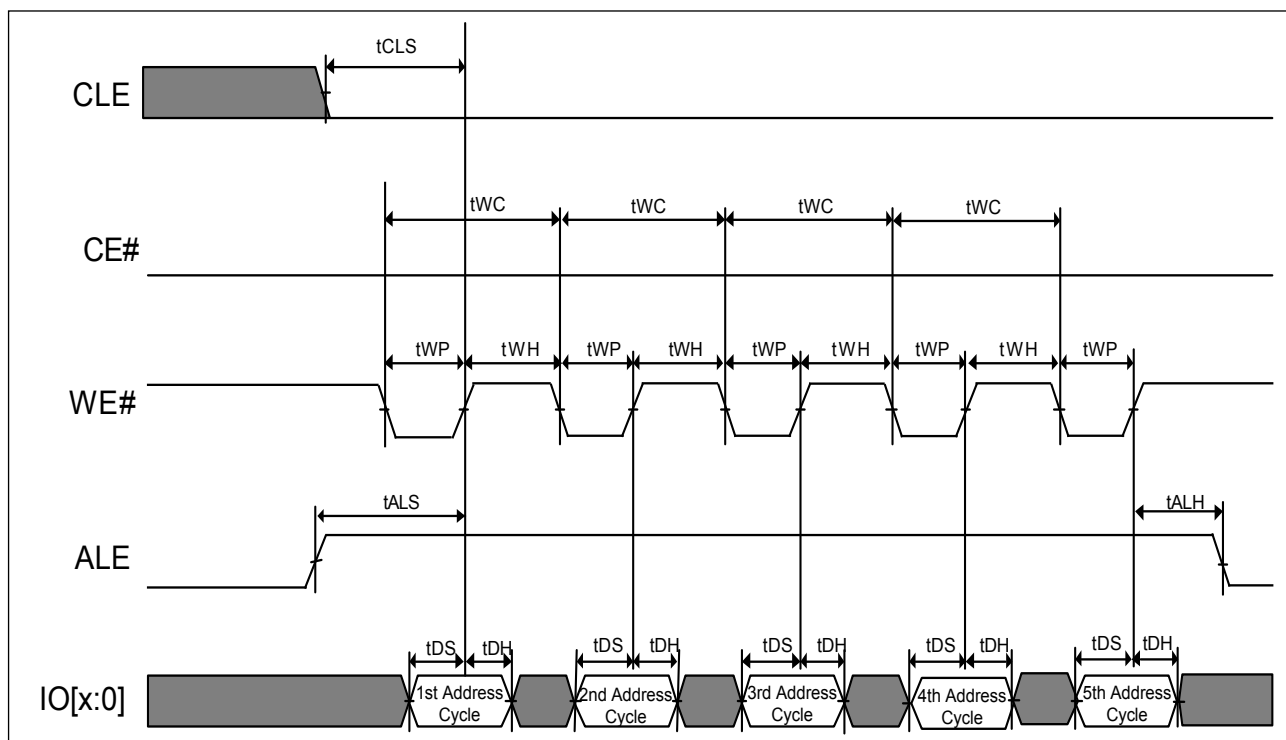 tCLS
CLE
tWC tWC tWC tWC
CE#
tWP tWH tWP tWH tWP tWH tWP tWH tWP
WE#
tALS tALH
ALE
tDS tDH tDS tDH tDS tDH tDS tDH tDS tDH
IO[x:0]
1st Address Cycle
2nd Address Cycle
3rd Address Cycle
4th Address Cycle
5th Address Cycle